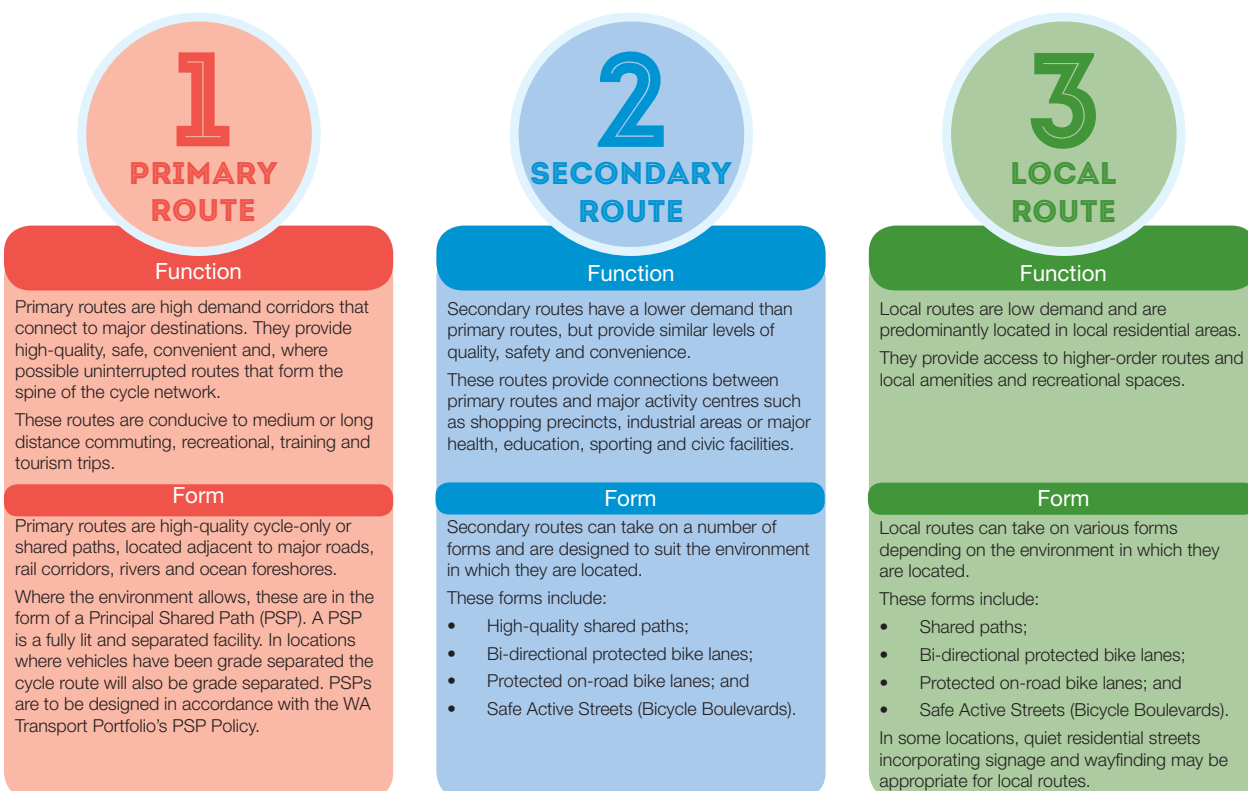 1
PRIMARY
ROUTE
Function
Primary routes are high demand corridors that
connect to major destinations. They provide
high-quality, safe, convenient and, where
possible uninterrupted routes that form the
spine of the cycle network.
These routes are conducive to medium or long
distance commuting, recreational, training and
tourism trips.
Form
Primary routes are high-quality cycle-only or
shared paths, located adjacent to major roads,
rail corridors, rivers and ocean foreshores.
Where the environment allows, these are in the
form of a Principal Shared Path (PSP). A PSP
is a fully lit and separated facility. In locations
where vehicles have been grade separated the
cycle route will also be grade separated. PSPs
are to be designed in accordance with the WA
Transport Portfolio's PSP Policy.
2
SECONDARY
ROUTE
Function
Secondary routes have a lower demand than
primary routes, but provide similar levels of
quality, safety and convenience.
These routes provide connections between
primary routes and major activity centres such
as shopping precincts, industrial areas or major
health, education, sporting and civic facilities.
Form
Secondary routes can take on a number of
forms and are designed to suit the environment
in which they are located.
These forms include:
• High-quality shared paths;
• Bi-directional protected bike lanes;
• Protected on-road bike lanes; and
• Safe Active Streets (Bicycle Boulevards).
3
LOCAL
ROUTE
Function
Local routes are low demand and are
predominantly located in local residential areas.
They provide access to higher-order routes and
local amenities and recreational spaces.
Form
Local routes can take on various forms
depending on the environment in which they
are located.
These forms include:
• Shared paths;
• Bi-directional protected bike lanes;
• Protected on-road bike lanes; and
• Safe Active Streets (Bicycle Boulevards).
In some locations, quiet residential streets
incorporating signage and wayfinding may be
appropriate for local routes.